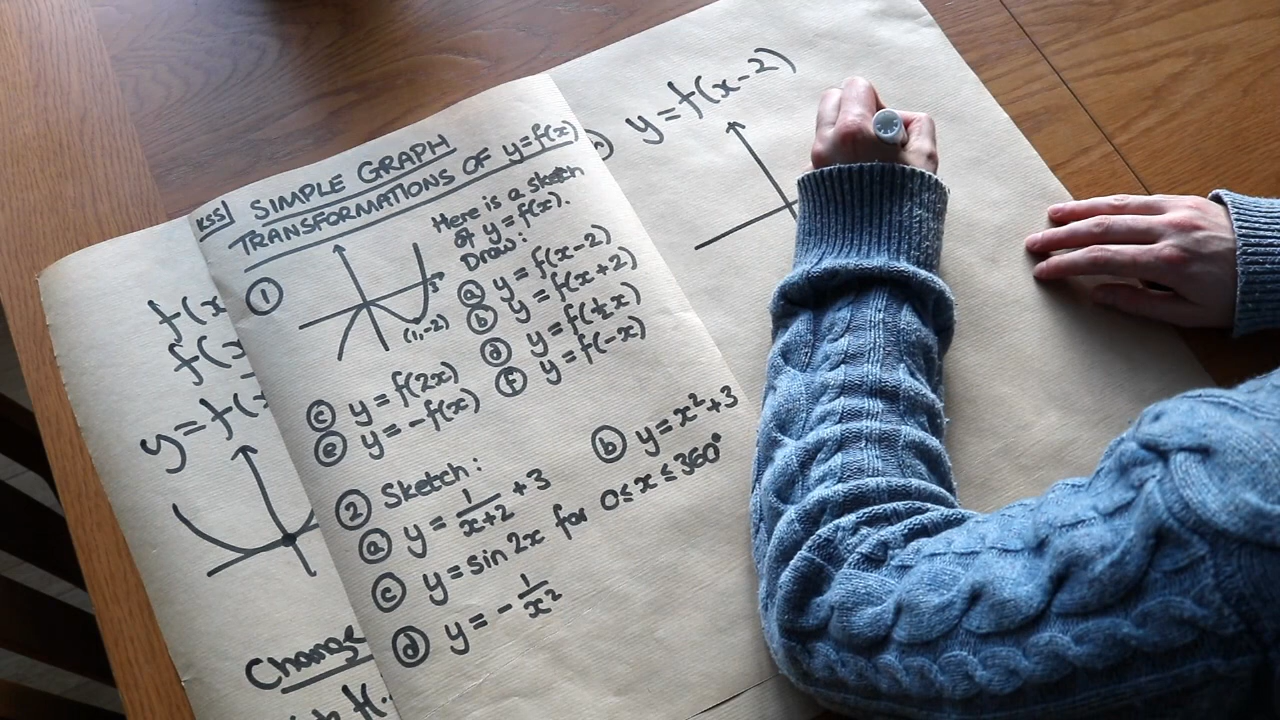 KS51 SIMPLE GRAPH
TRANSFORMATIONS OF y=f(x)
① Here is a sketch
of y=f(x).
Draw:
3
(1,-2)
ⓐ y=f(x-2)
ⓑ y=f(x+2)
ⓒ y=f(2x)
ⓓ y=f(½x)
ⓔ y=-f(x)
ⓕ y=f(-x)
② Sketch:
ⓐ y = 1/(x+2) + 3
ⓑ y=x²+3
ⓒ y=sin 2x for 0≤x≤360°
ⓓ y=-1/x²
y=f(x-2)
f(x
f(x
y=f(
Change